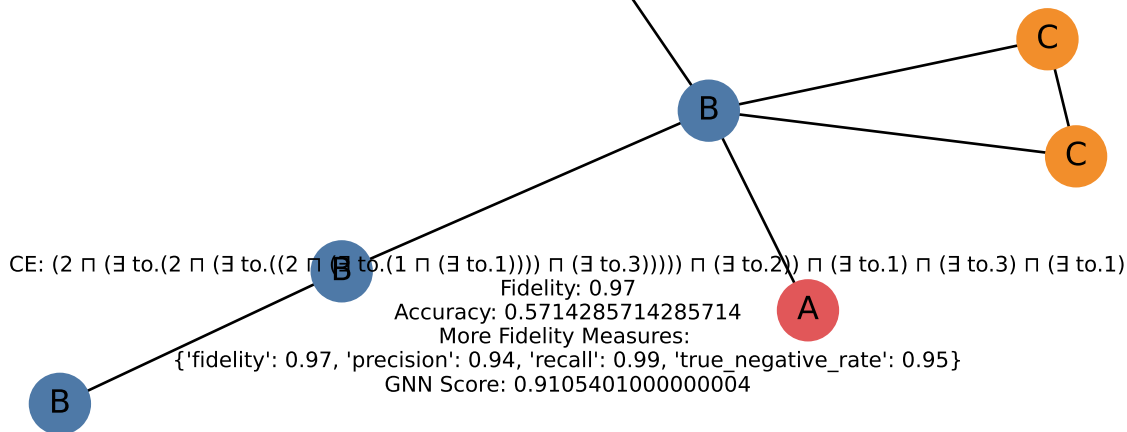 C
B
C
CE: (2 ⊓ (∃ to.(2 ⊓ (∃ to.((2 ⊓ (∃ to.(1 ⊓ (∃ to.1)))) ⊓ (∃ to.3))))) ⊓ (∃ to.2)) ⊓ (∃ to.1) ⊓ (∃ to.3) ⊓ (∃ to.1)
B
Fidelity: 0.97
Accuracy: 0.5714285714285714
A
More Fidelity Measures:
{'fidelity': 0.97, 'precision': 0.94, 'recall': 0.99, 'true_negative_rate': 0.95}
GNN Score: 0.9105401000000004
B